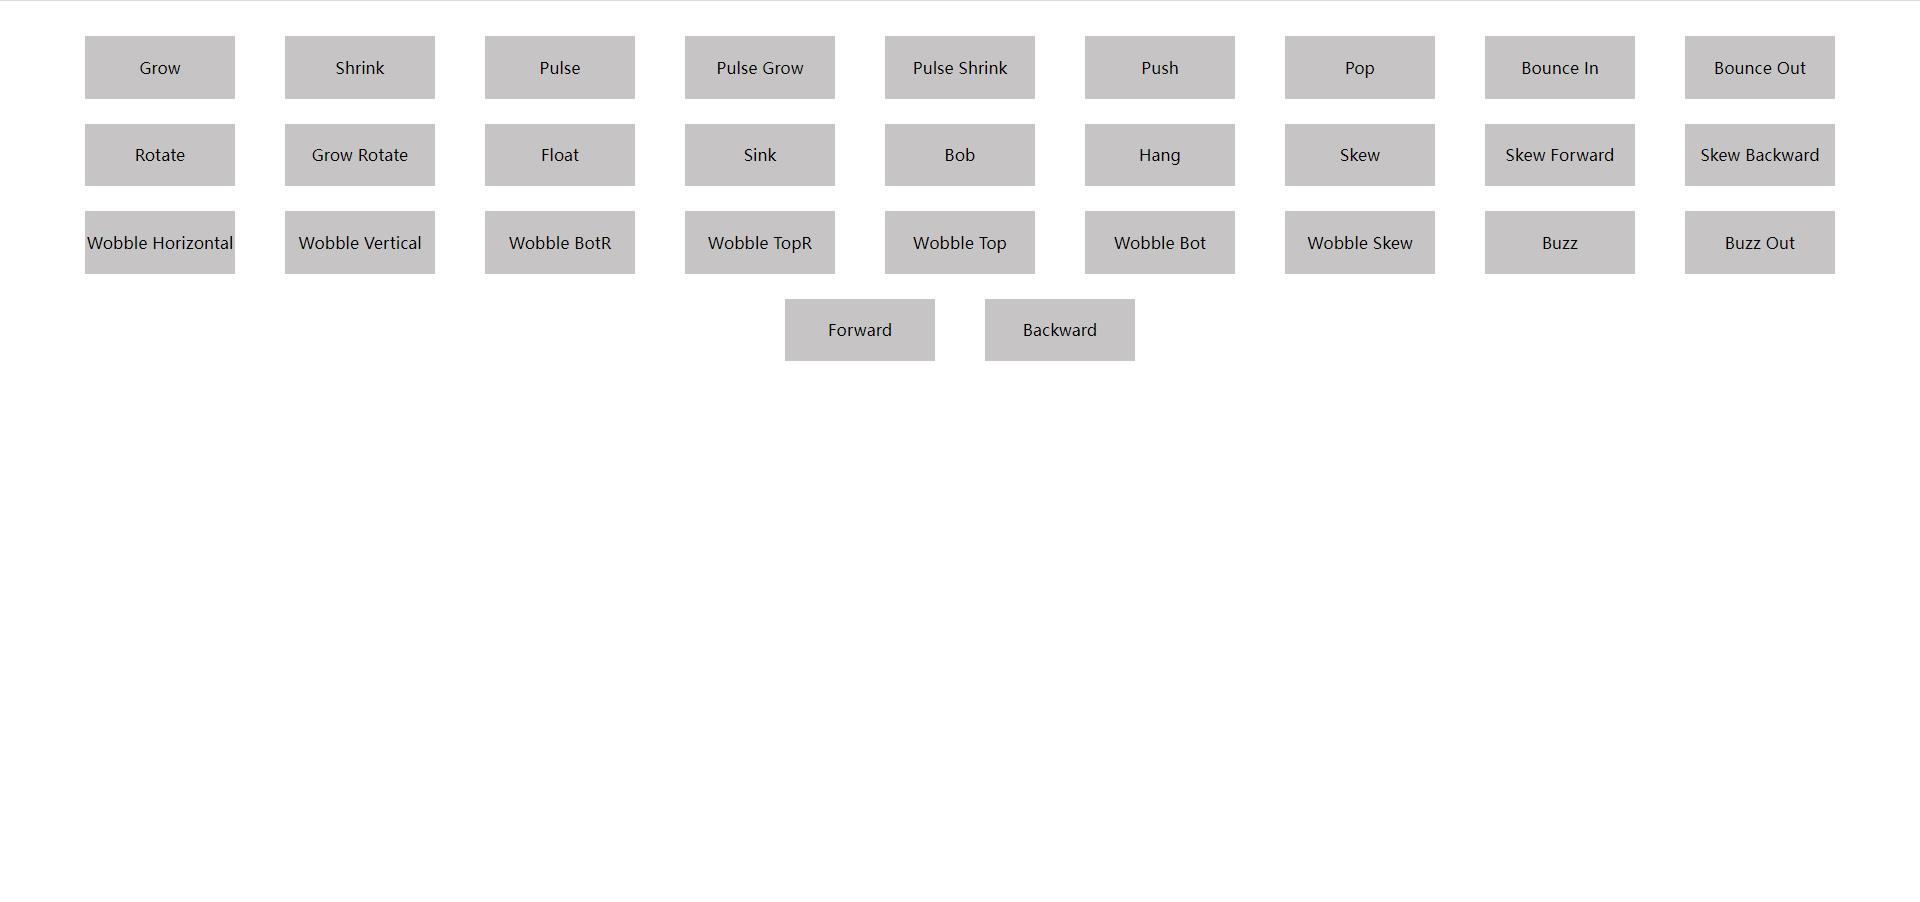 Grow Shrink Pulse Pulse Grow Pulse Shrink Push Pop Bounce In Bounce Out
Rotate Grow Rotate Float Sink Bob Hang Skew Skew Forward Skew Backward
Wobble Horizontal Wobble Vertical Wobble BotR Wobble TopR Wobble Top Wobble Bot Wobble Skew Buzz Buzz Out
Forward Backward